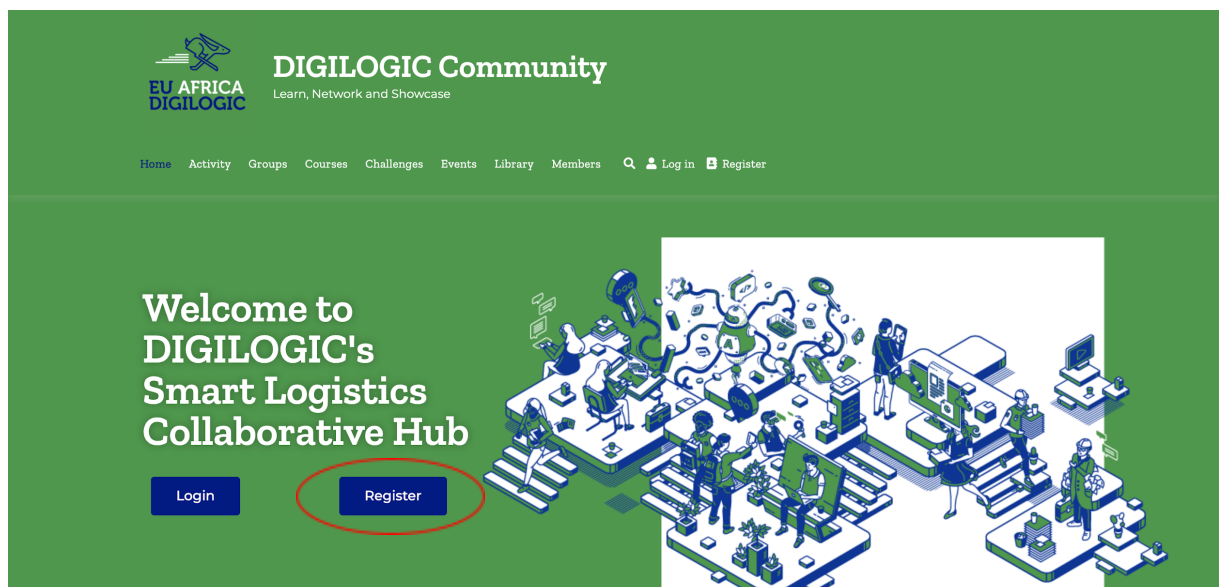 EU AFRICA
DIGILOGIC
DIGILOGIC Community
Learn, Network and Showcase
Home Activity Groups Courses Challenges Events Library Members Log in Register
Welcome to
DIGILOGIC's
Smart Logistics
Collaborative Hub
Login Register
A